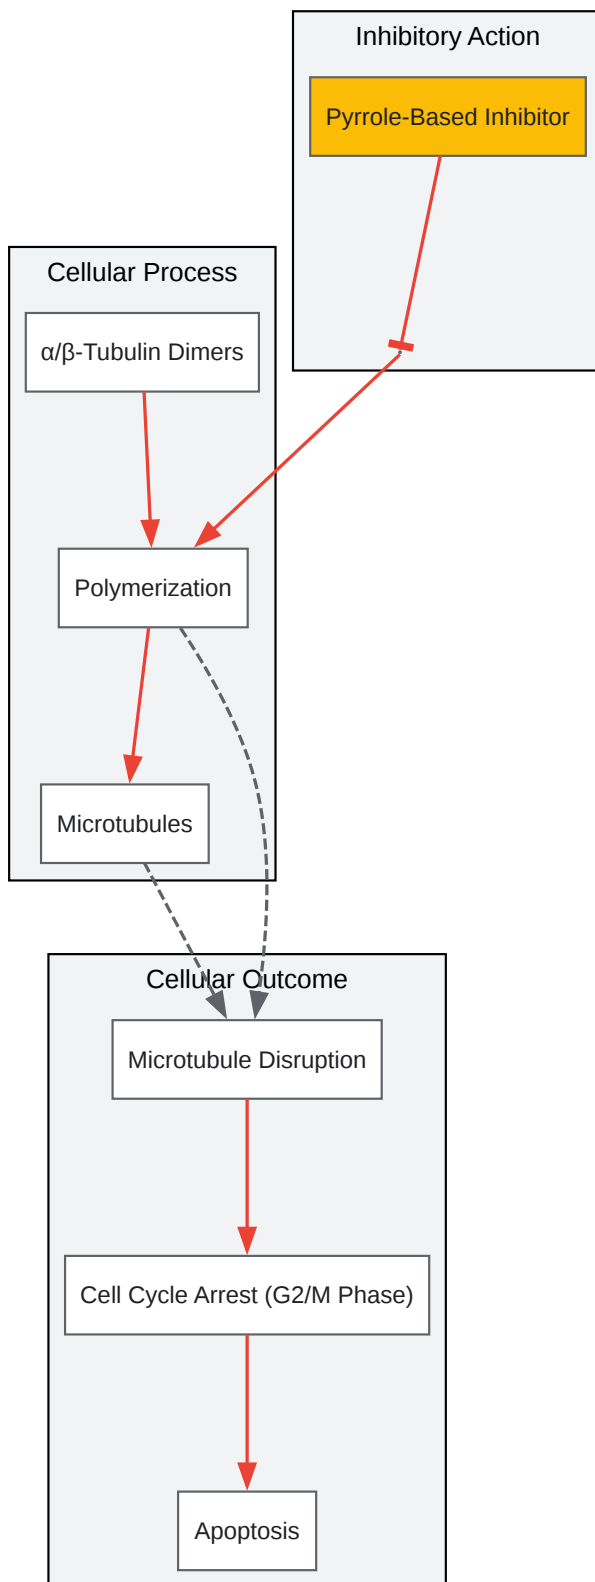 Inhibitory Action
Pyrrole-Based Inhibitor
Cellular Process
α/β-Tubulin Dimers
Polymerization
Microtubules
Cellular Outcome
Microtubule Disruption
Cell Cycle Arrest (G2/M Phase)
Apoptosis